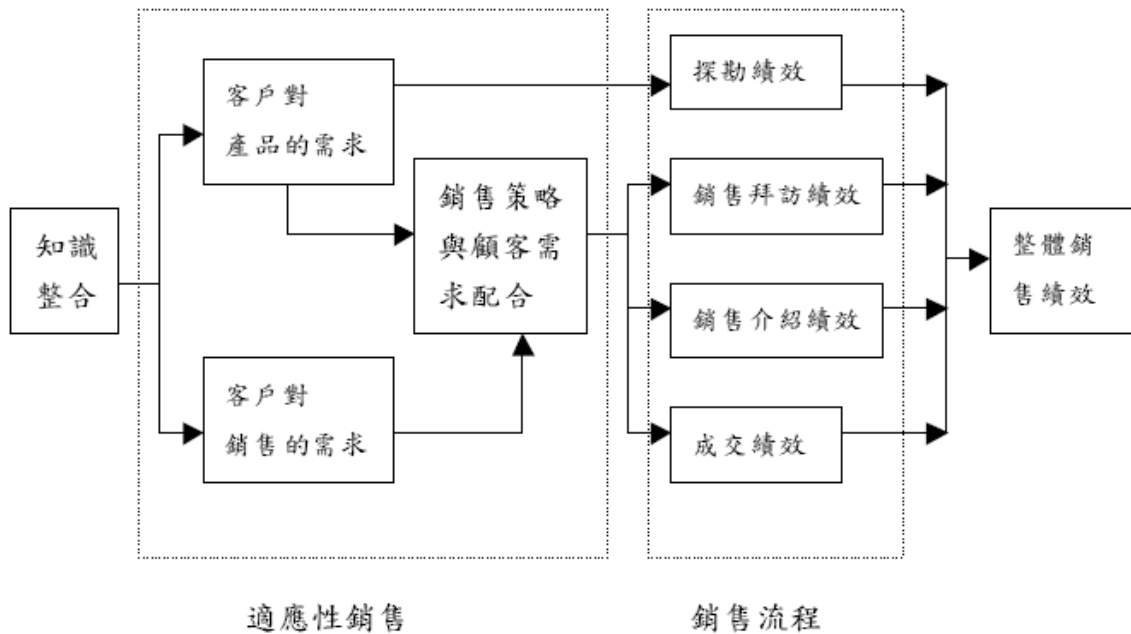 知識
整合
客戶對
產品的需求
客戶對
銷售的需求
銷售策略
與顧客需
求配合
探勘績效
銷售拜訪績效
銷售介紹績效
成交績效
整體銷
售績效
適應性銷售
銷售流程